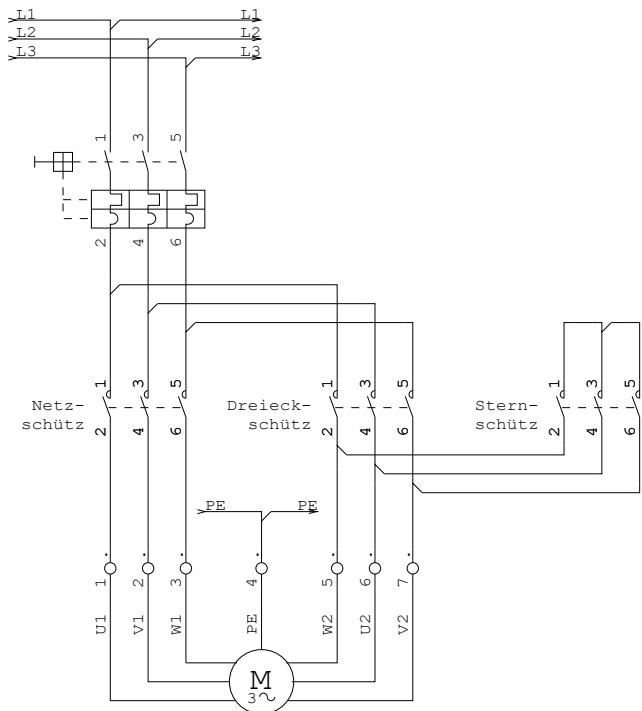 L1 L1
L2 L2
L3 L3
1 3 5
2 4 6
1 3 5 1 3 5 1 3 5
Netz- Dreieck- Stern-
schütz schütz schütz
2 4 6 2 4 6 2 4 6
PE PE
1 2 3 4 5 6 7
U1 V1 W1 PE W2 U2 V2
M
3~